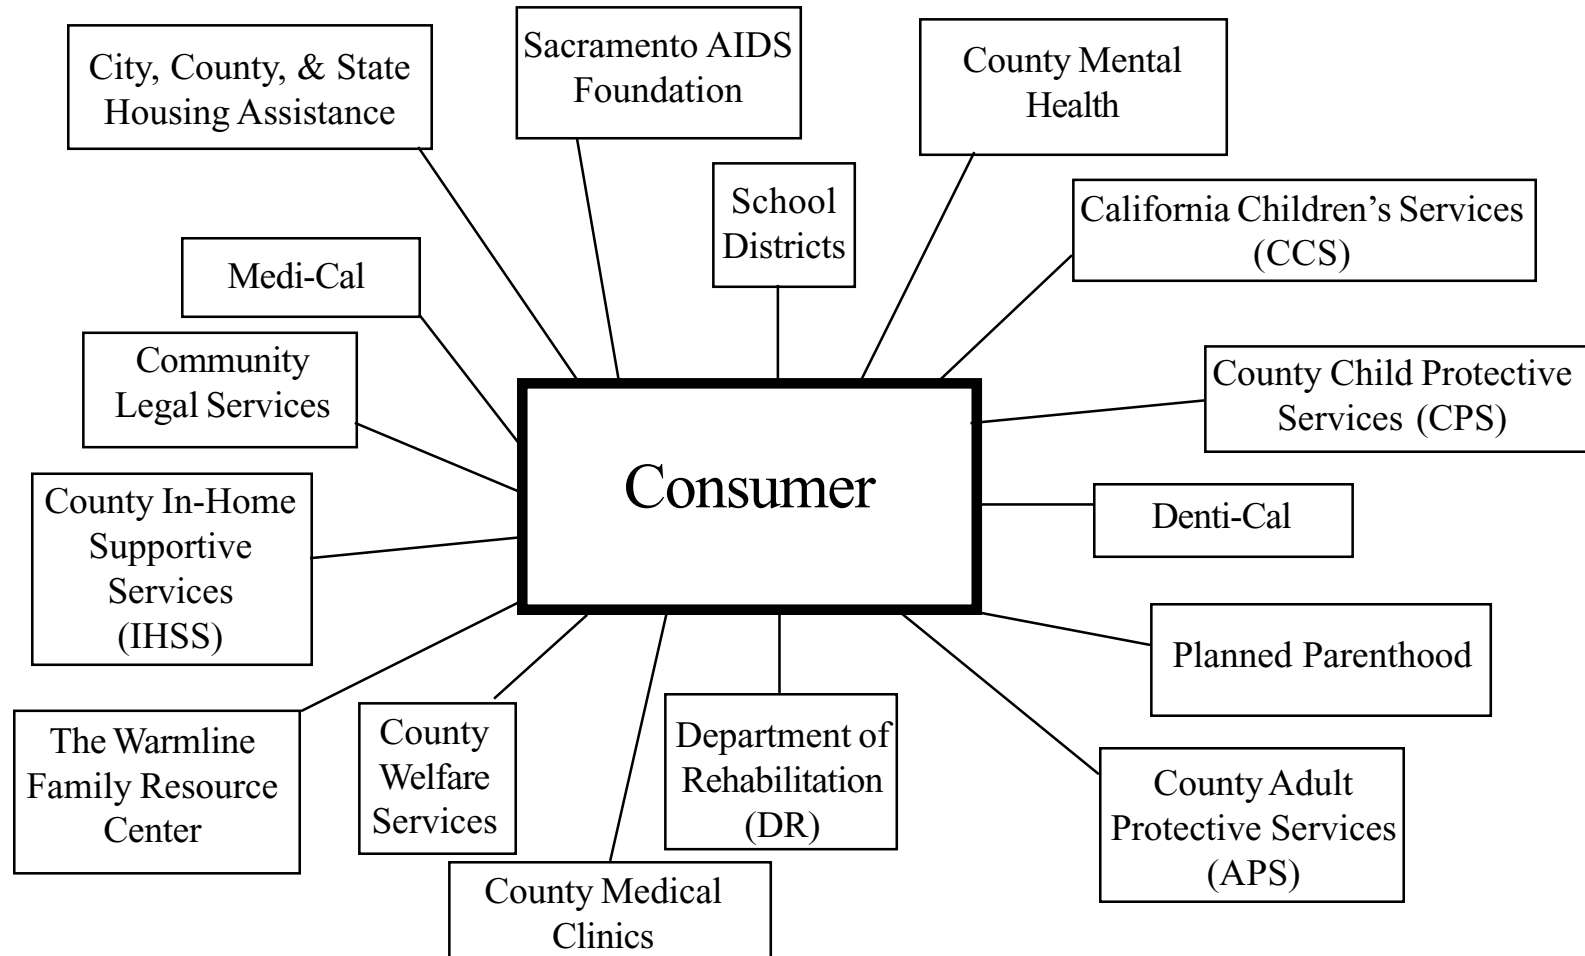 City, County, & State
Housing Assistance
Sacramento AIDS
Foundation
County Mental
Health
School
Districts
California Children’s Services
(CCS)
Medi-Cal
Community
Legal Services
County Child Protective
Services (CPS)
Consumer
County In-Home
Supportive
Services
(IHSS)
Denti-Cal
Planned Parenthood
The Warmline
Family Resource
Center
County
Welfare
Services
Department of
Rehabilitation
(DR)
County Adult
Protective Services
(APS)
County Medical
Clinics